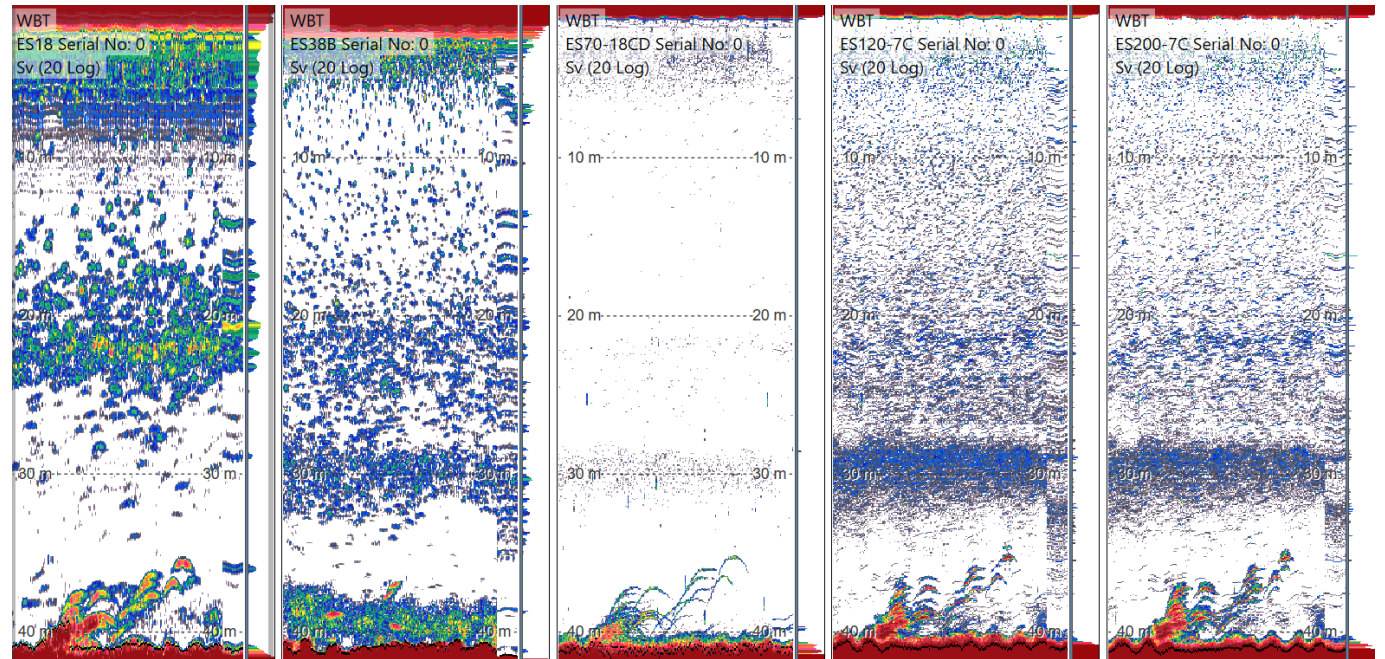 WBT
ES18 Serial No: 0
Sv (20 Log)
10 m
10 m
20 m
20 m
30 m
30 m
40 m
40 m
WBT
ES38B Serial No: 0
Sv (20 Log)
10 m
10 m
20 m
20 m
30 m
30 m
40 m
40 m
WBT
ES70-18CD Serial No: 0
Sv (20 Log)
10 m
10 m
20 m
20 m
30 m
30 m
40 m
40 m
WBT
ES120-7C Serial No: 0
Sv (20 Log)
10 m
10 m
20 m
20 m
30 m
30 m
40 m
40 m
WBT
ES200-7C Serial No: 0
Sv (20 Log)
10 m
10 m
20 m
20 m
30 m
30 m
40 m
40 m